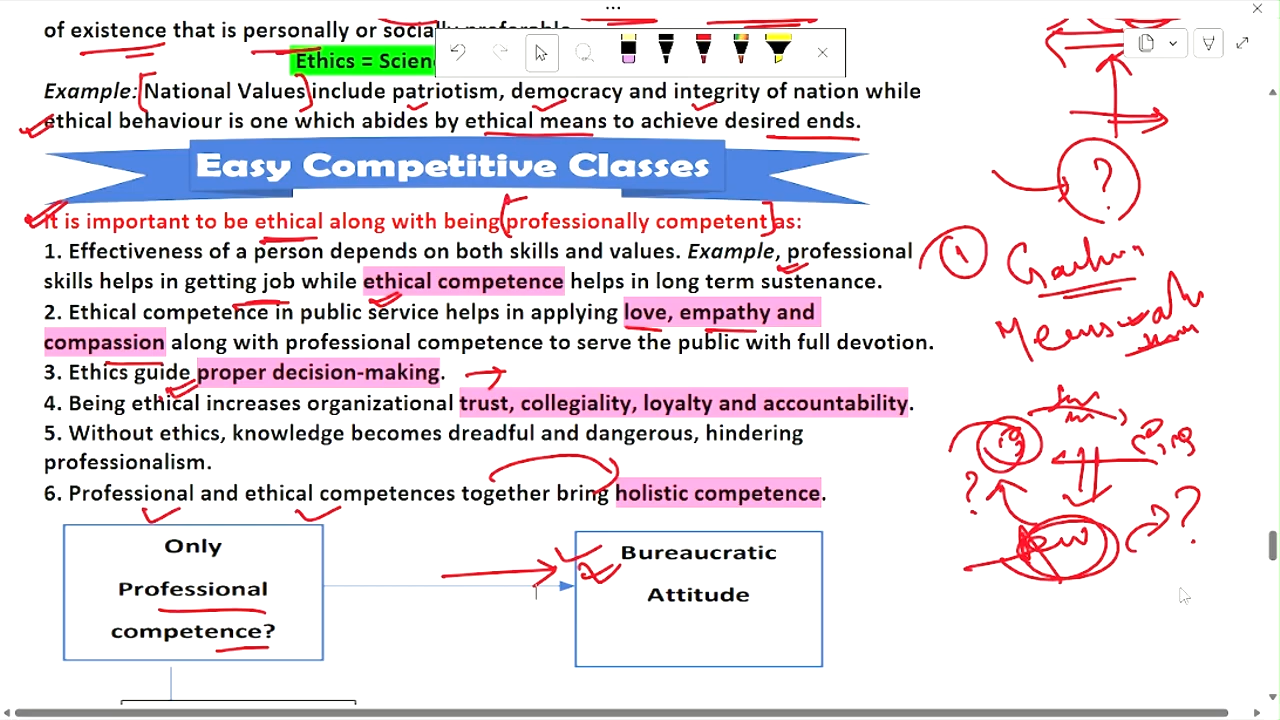 of existence that is personally or socially preferable
Ethics = Scien
Example: National Values include patriotism, democracy and integrity of nation while
ethical behaviour is one which abides by ethical means to achieve desired ends.
Easy Competitive Classes
It is important to be ethical along with being professionally competent as:
1. Effectiveness of a person depends on both skills and values. Example, professional
skills helps in getting job while ethical competence helps in long term sustenance.
2. Ethical competence in public service helps in applying love, empathy and
compassion along with professional competence to serve the public with full devotion.
3. Ethics guide proper decision-making.
4. Being ethical increases organizational trust, collegiality, loyalty and accountability.
5. Without ethics, knowledge becomes dreadful and dangerous, hindering
professionalism.
6. Professional and ethical competences together bring holistic competence.
Only
Professional
competence?
Bureaucratic
Attitude
?
1
?
?